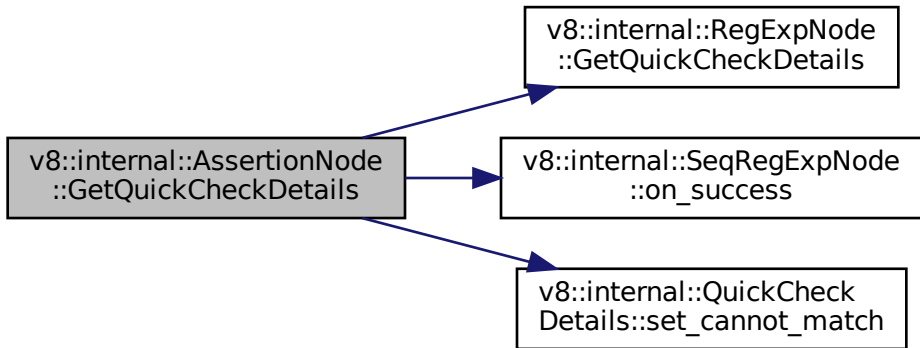 v8::internal::AssertionNode
::GetQuickCheckDetails
v8::internal::RegExpNode
::GetQuickCheckDetails
v8::internal::SeqRegExpNode
::on_success
v8::internal::QuickCheck
Details::set_cannot_match